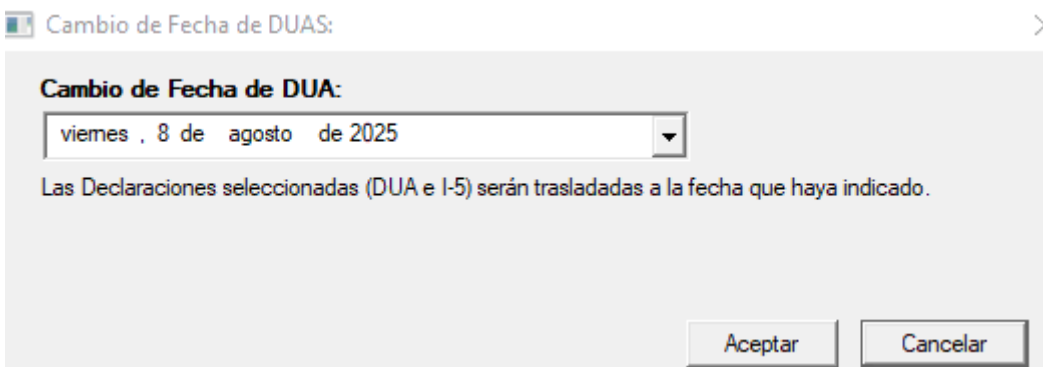 Cambio de Fecha de DUAS:
Cambio de Fecha de DUA:
viernes , 8 de agosto de 2025
Las Declaraciones seleccionadas (DUA e I-5) serán trasladadas a la fecha que haya indicado.
Aceptar Cancelar